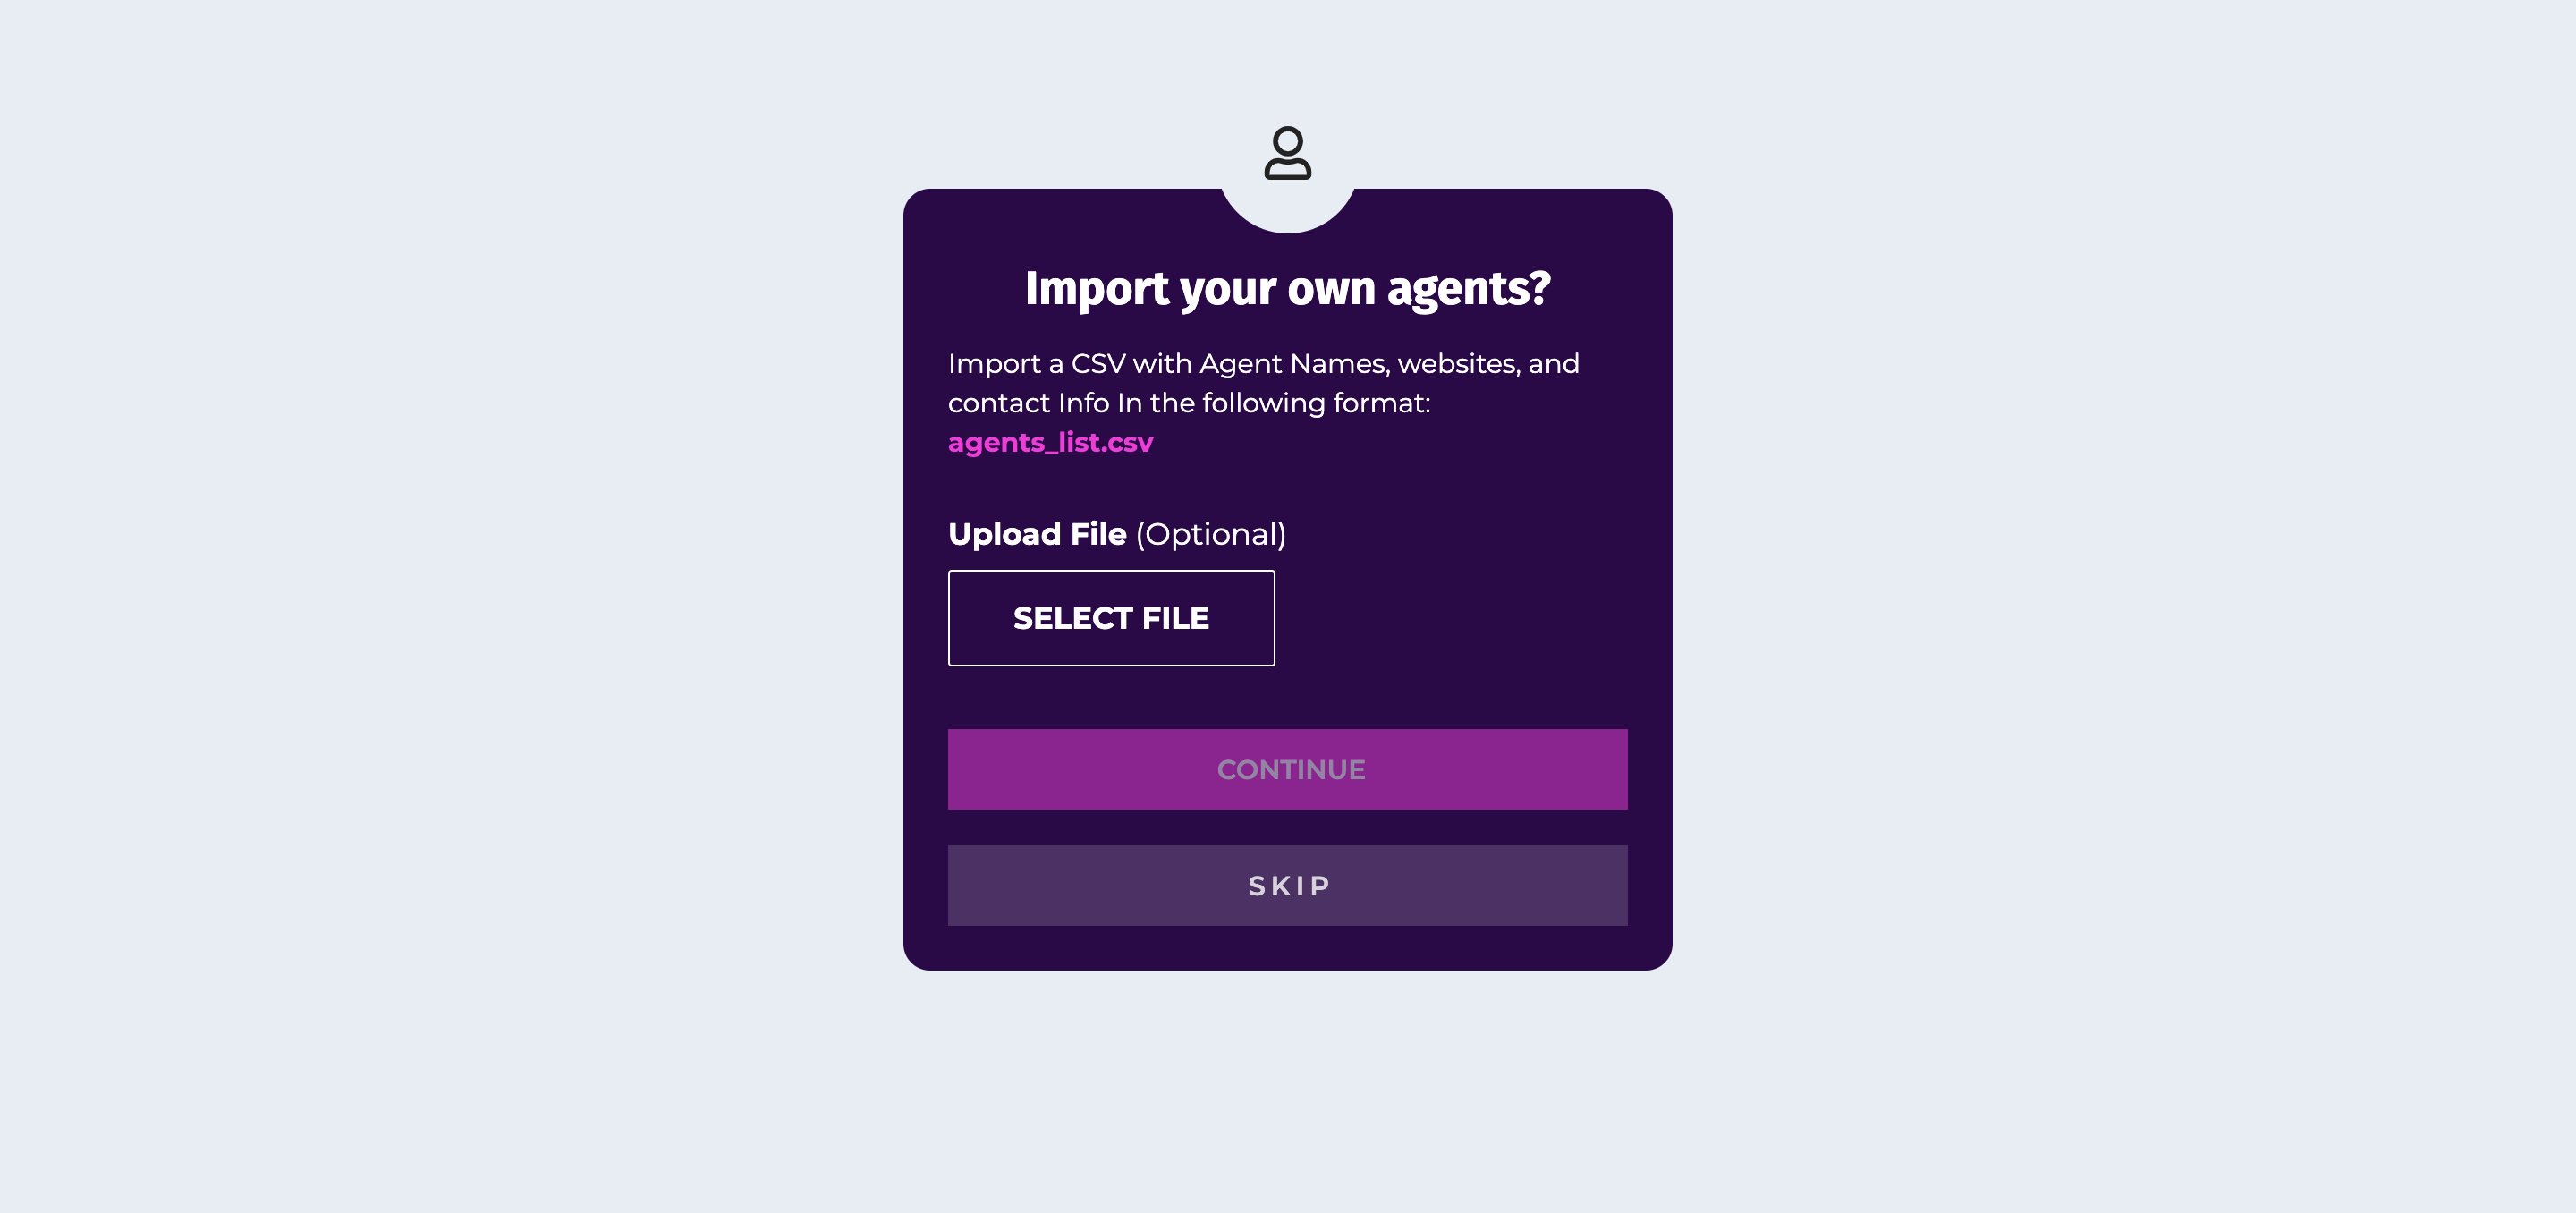 Import your own agents?
Import a CSV with Agent Names, websites, and
contact Info In the following format:
agents_list.csv
Upload File (Optional)
SELECT FILE
CONTINUE
SKIP